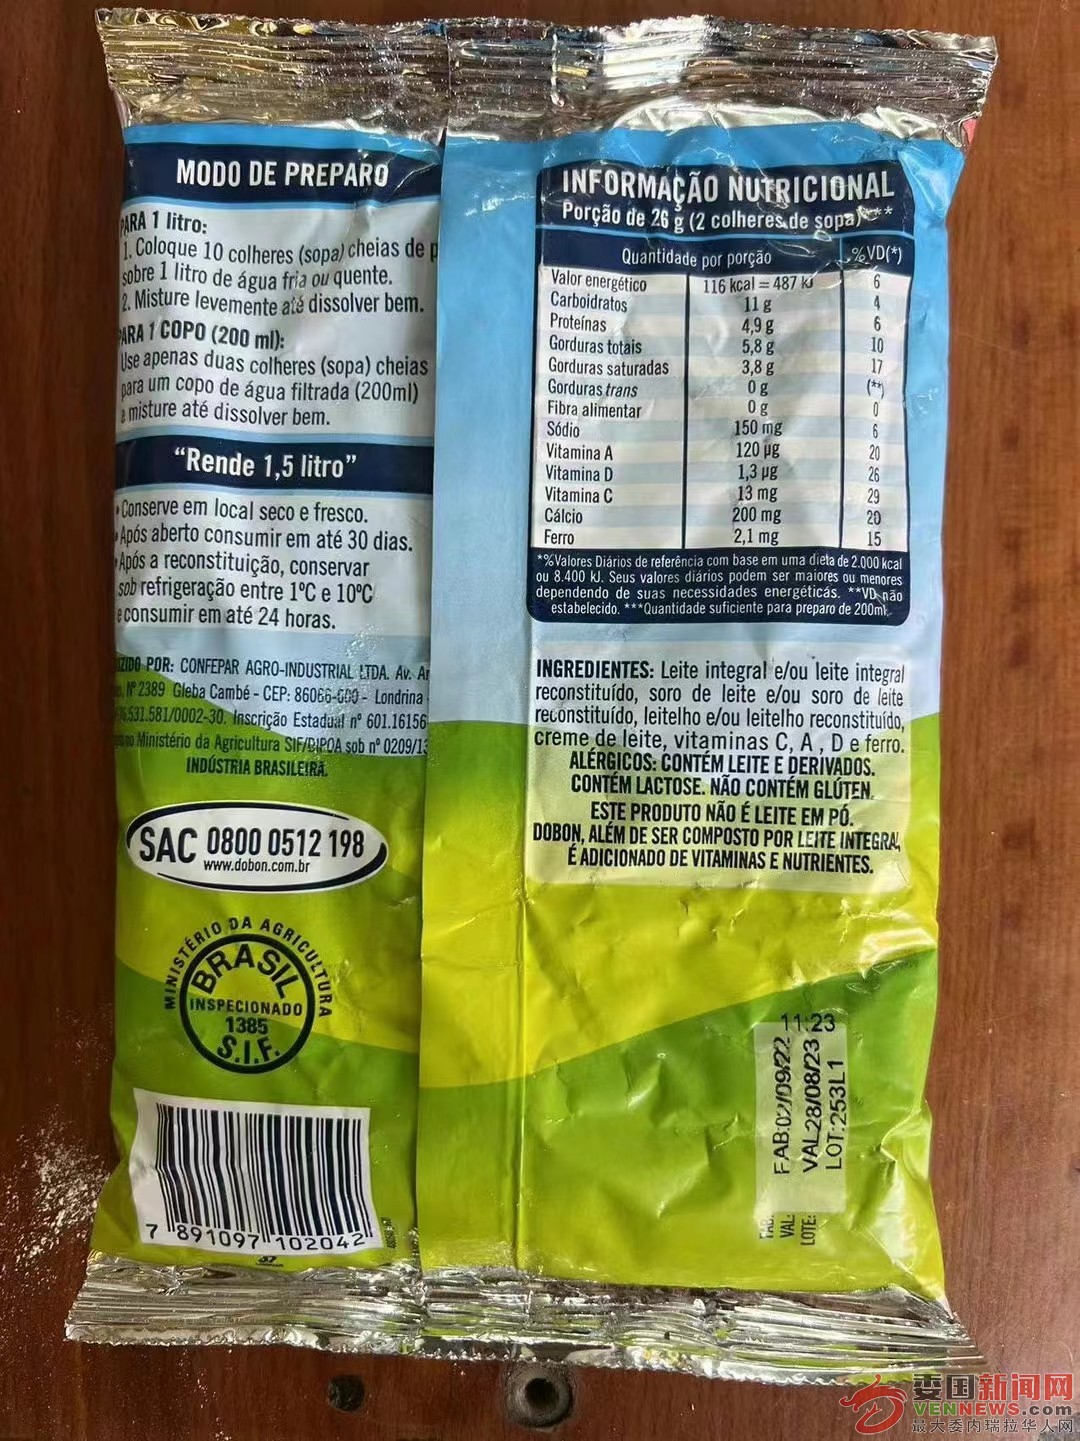 MODO DE PREPARO
PARA 1 litro:
1. Coloque 10 colheres (sopa) cheias de p
sobre 1 litro de água fria ou quente.
2. Misture levemente até dissolver bem.
PARA 1 COPO (200 ml):
Use apenas duas colheres (sopa) cheias
para um copo de água filtrada (200ml)
e misture até dissolver bem.
"Rende 1,5 litro"
•Conserve em local seco e fresco.
•Após aberto consumir em até 30 dias.
•Após a reconstituição, conservar
sob refrigeração entre 1ºC e 10ºC
e consumir em até 24 horas.
ZIDO POR: CONFEPAR AGRO-INDUSTRIAL LTDA. Av. Ar
Nº 2389 Gleba Cambé - CEP: 86066-000 - Londrina -
.531.581/0002-30. Inscrição Estadual nº 601.16156
no Ministério da Agricultura SIF/DIPOA sob nº 0209/13
INDÚSTRIA BRASILEIRA.
SAC 0800 0512 198
www.dobon.com.br
MINISTÉRIO DA AGRICULTURA
BRASIL
INSPECIONADO
1385
S.I.F.
7 891097 102042
INFORMAÇÃO NUTRICIONAL
Porção de 26 g (2 colheres de sopa)***
Quantidade por porção %VD(*)
Valor energético 116 kcal = 487 kJ 6
Carboidratos 11 g 4
Proteínas 4,9 g 6
Gorduras totais 5,8 g 10
Gorduras saturadas 3,8 g 17
Gorduras trans 0 g (**)
Fibra alimentar 0 g 0
Sódio 150 mg 6
Vitamina A 120 µg 20
Vitamina D 1,3 µg 26
Vitamina C 13 mg 29
Cálcio 200 mg 20
Ferro 2,1 mg 15
*%Valores Diários de referência com base em uma dieta de 2.000 kcal
ou 8.400 kJ. Seus valores diários podem ser maiores ou menores
dependendo de suas necessidades energéticas. **VD não
estabelecido. ***Quantidade suficiente para preparo de 200ml.
INGREDIENTES: Leite integral e/ou leite integral
reconstituído, soro de leite e/ou soro de leite
reconstituído, leitelho e/ou leitelho reconstituído,
creme de leite, vitaminas C, A , D e ferro.
ALÉRGICOS: CONTÉM LEITE E DERIVADOS.
CONTÉM LACTOSE. NÃO CONTÉM GLÚTEN.
ESTE PRODUTO NÃO É LEITE EM PÓ.
DOBON, ALÉM DE SER COMPOSTO POR LEITE INTEGRAL,
É ADICIONADO DE VITAMINAS E NUTRIENTES.
FAB:02/09/22 11:23
VAL28/08/23
LOT:253L1
FAB.:
VAL.:
LOTE:
委国新闻网
VENNEWS.com
最大委内瑞拉华人网